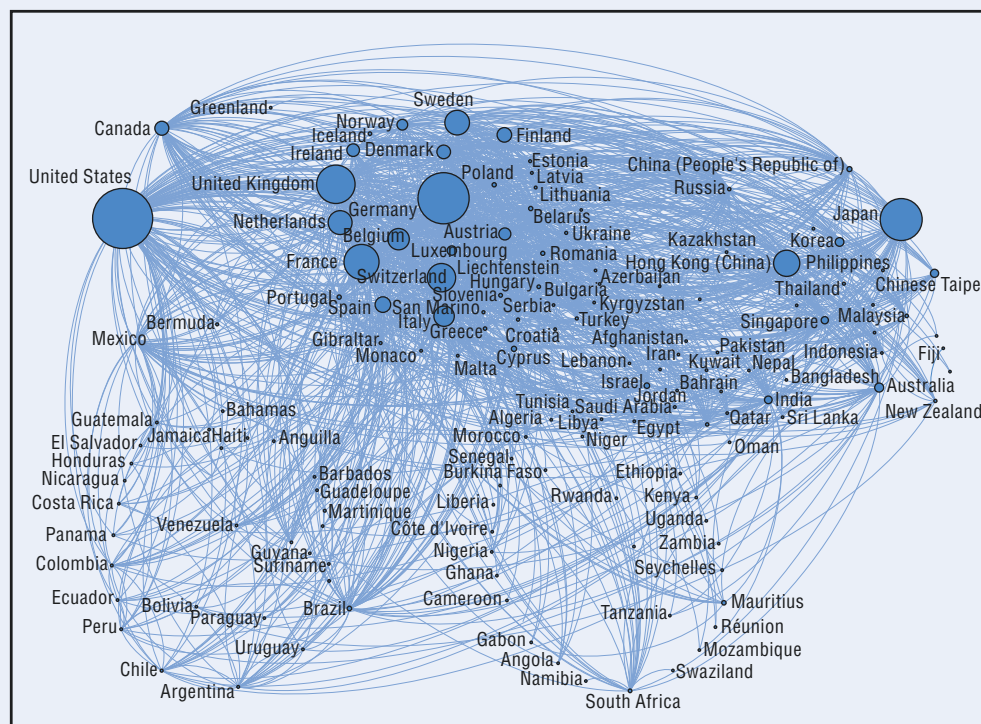 Greenland
Sweden
Canada
Norway
Iceland
Finland
Ireland
Denmark
Estonia
China (People's Republic of)
United States
United Kingdom
Poland
Latvia
Russia
Lithuania
Netherlands
Germany
Belarus
Japan
Belgium
Austria
Ukraine
Korea
Luxembourg
Romania
Kazakhstan
France
Switzerland
Liechtenstein
Hong Kong (China)
Philippines
Hungary
Azerbaijan
Chinese Taipei
Portugal
Slovenia
Bulgaria
Thailand
Spain
San Marino
Serbia
Kyrgyzstan
Malaysia
Bermuda
Italy
Turkey
Singapore
Mexico
Greece
Croatia
Afghanistan
Gibraltar
Monaco
Cyprus
Iran
Pakistan
Indonesia
Fiji
Malta
Lebanon
Kuwait
Nepal
Israel
Bahrain
Bangladesh
Australia
Jordan
India
Bahamas
Tunisia
Saudi Arabia
New Zealand
Guatemala
Algeria
Libya
Egypt
Qatar
Sri Lanka
El Salvador
Jamaica
Haiti
Anguilla
Morocco
Niger
Oman
Honduras
Senegal
Nicaragua
Barbados
Burkina Faso
Ethiopia
Costa Rica
Guadeloupe
Liberia
Rwanda
Kenya
Martinique
Panama
Venezuela
Côte d'Ivoire
Uganda
Colombia
Guyana
Nigeria
Zambia
Suriname
Ghana
Seychelles
Ecuador
Bolivia
Brazil
Cameroon
Tanzania
Mauritius
Peru
Paraguay
Réunion
Uruguay
Gabon
Mozambique
Chile
Angola
Swaziland
Argentina
Namibia
South Africa